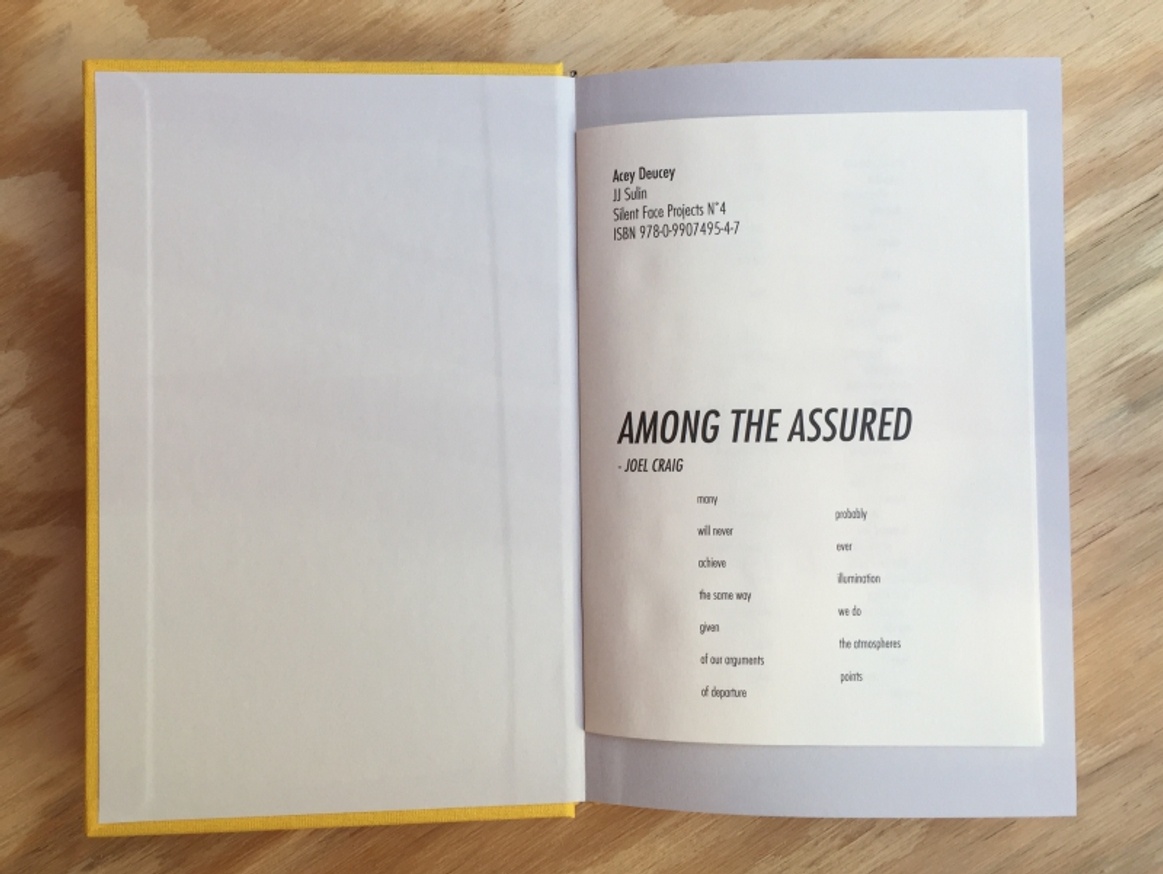 Acey Deucey
JJ Sulin
Silent Face Projects N°4
ISBN 978-0-9907495-4-7
AMONG THE ASSURED
- JOEL CRAIG
many
probably
will never
ever
achieve
illumination
the same way
we do
given
the atmospheres
of our arguments
points
of departure